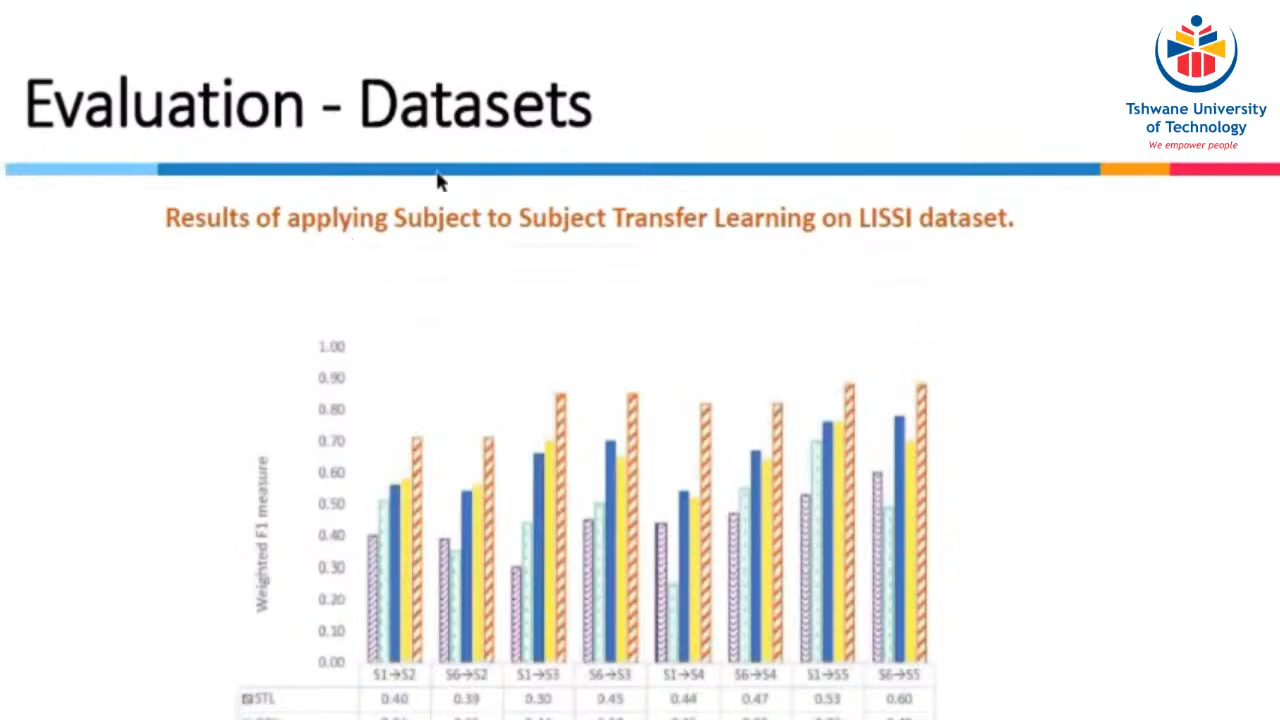 Tshwane University
of Technology
We empower people
Evaluation - Datasets
Results of applying Subject to Subject Transfer Learning on LISSI dataset.
Weighted F1 measure
1.00
0.90
0.80
0.70
0.60
0.50
0.40
0.30
0.20
0.10
0.00
S1→S2 S6→S2 S1→S3 S6→S3 S1→S4 S6→S4 S1→S5 S6→S5
STL 0.40 0.39 0.30 0.45 0.44 0.47 0.53 0.60